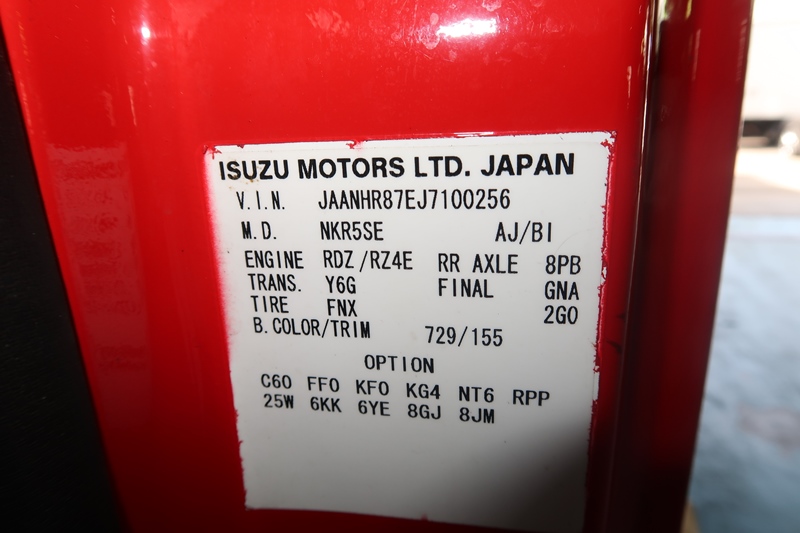 ISUZU MOTORS LTD. JAPAN
V.I.N. JAANHR87EJ7100256
M.D. NKR5SE AJ/BI
ENGINE RDZ/RZ4E RR AXLE 8PB
TRANS. Y6G FINAL GNA
TIRE FNX 2G0
B.COLOR/TRIM 729/155
OPTION
C60 FF0 KF0 KG4 NT6 RPP
25W 6KK 6YE 8GJ 8JM